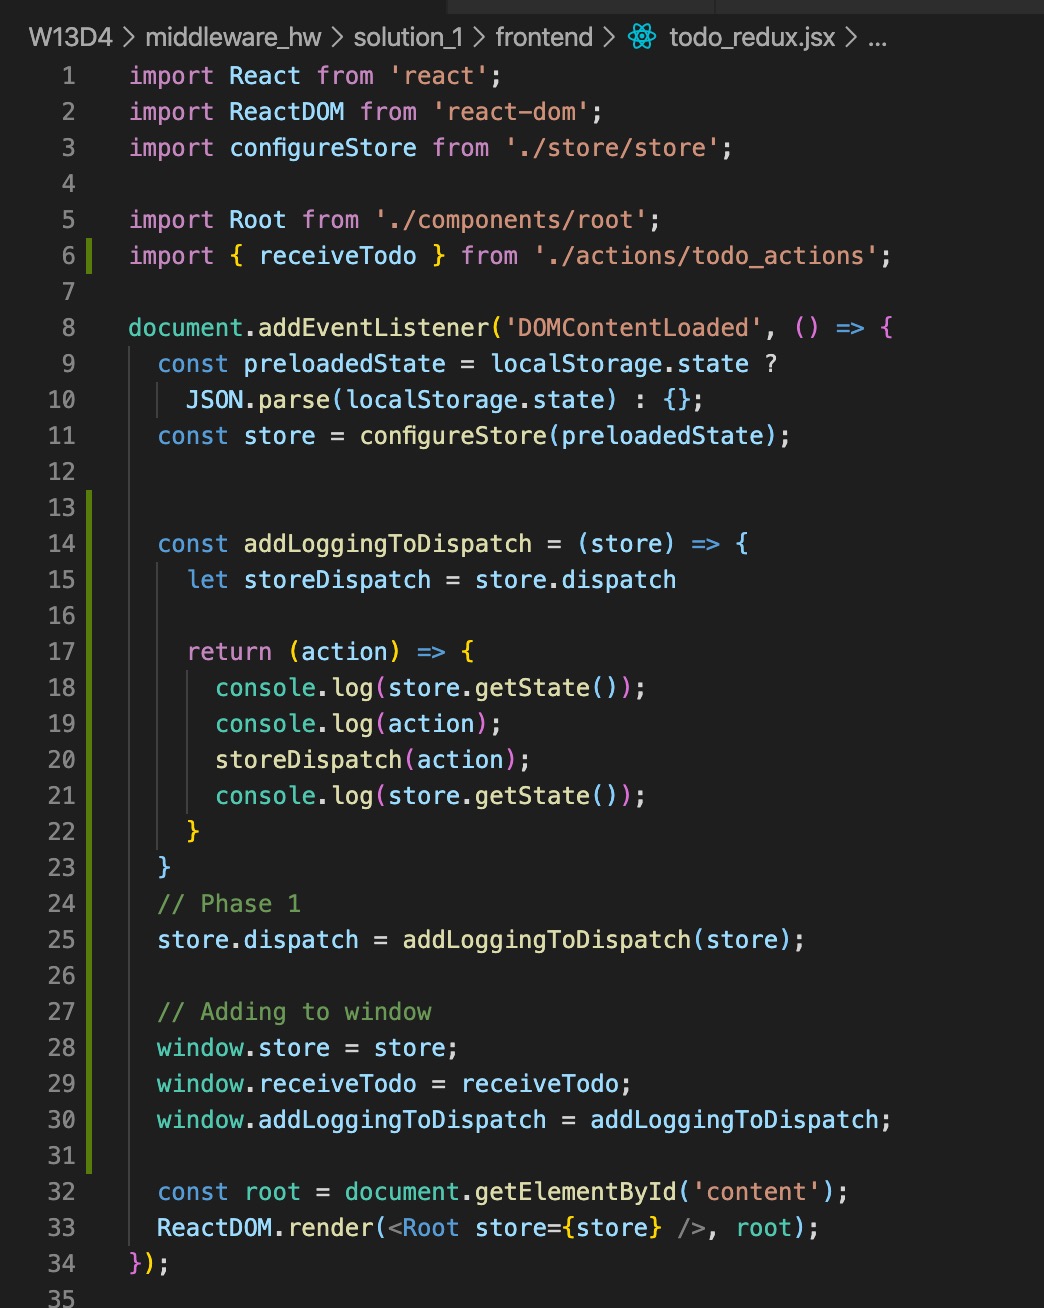 W13D4 > middleware_hw > solution_1 > frontend > todo_redux.jsx > ...
1 import React from 'react';
2 import ReactDOM from 'react-dom';
3 import configureStore from './store/store';
4
5 import Root from './components/root';
6 import { receiveTodo } from './actions/todo_actions';
7
8 document.addEventListener('DOMContentLoaded', () => {
9   const preloadedState = localStorage.state ?
10     JSON.parse(localStorage.state) : {};
11   const store = configureStore(preloadedState);
12
13
14   const addLoggingToDispatch = (store) => {
15     let storeDispatch = store.dispatch
16
17     return (action) => {
18       console.log(store.getState());
19       console.log(action);
20       storeDispatch(action);
21       console.log(store.getState());
22     }
23   }
24   // Phase 1
25   store.dispatch = addLoggingToDispatch(store);
26
27   // Adding to window
28   window.store = store;
29   window.receiveTodo = receiveTodo;
30   window.addLoggingToDispatch = addLoggingToDispatch;
31
32   const root = document.getElementById('content');
33   ReactDOM.render(<Root store={store} />, root);
34 });
35